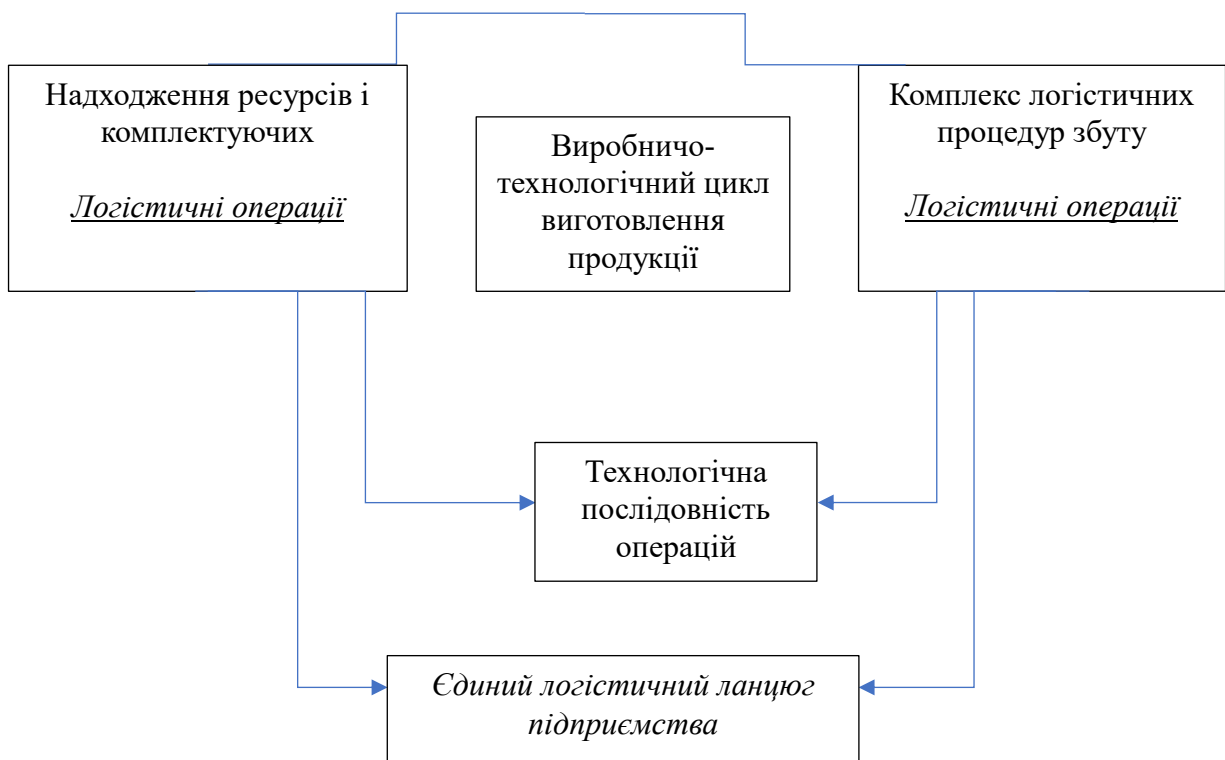 Надходження ресурсів і
комплектуючих
Логістичні операції
Виробничо-
технологічний цикл
виготовлення
продукції
Комплекс логістичних
процедур збуту
Логістичні операції
Технологічна
послідовність
операцій
Єдиний логістичний ланцюг
підприємства